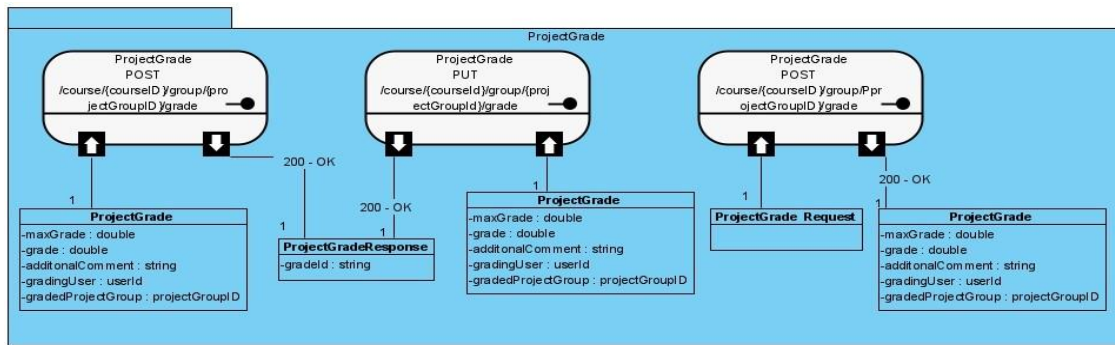 ProjectGrade
ProjectGrade
POST
/course/{courseID}/group/{pro
jectGroupID}/grade
200 - OK
1
ProjectGrade
-maxGrade : double
-grade : double
-additonalComment : string
-gradingUser : userId
-gradedProjectGroup : projectGroupID
1
ProjectGradeResponse
-gradeId : string
ProjectGrade
PUT
/course/{courseId}/group/{proj
ectGroupId}/grade
200 - OK
1
1
ProjectGrade
-maxGrade : double
-grade : double
-additonalComment : string
-gradingUser : userId
-gradedProjectGroup : projectGroupID
ProjectGrade
POST
/course/{courseID}/group/Ppr
ojectGroupID}/grade
200 - OK
1
ProjectGrade Request
1
ProjectGrade
-maxGrade : double
-grade : double
-additonalComment : string
-gradingUser : userId
-gradedProjectGroup : projectGroupID